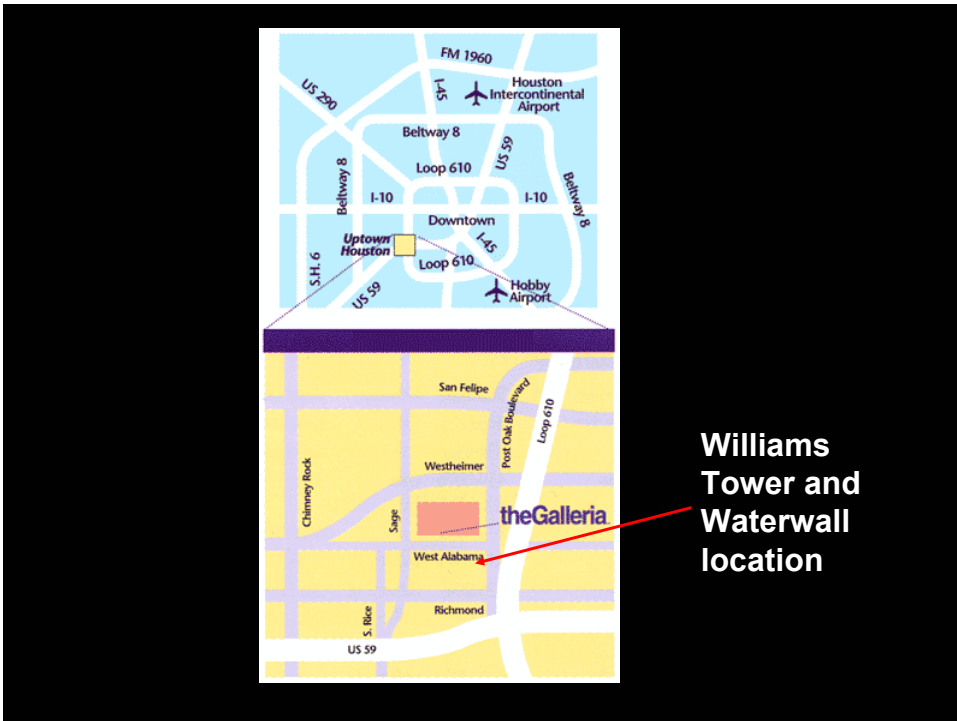 FM 1960
US 290
I-45
Houston
Intercontinental
Airport
Beltway 8
US 59
Loop 610
Beltway 8
I-10
I-10
Beltway 8
Downtown
Uptown
Houston
I-45
S.H. 6
Loop 610
US 59
Hobby
Airport
San Felipe
Post Oak Boulevard
Loop 610
Westheimer
Chimney Rock
Sage
theGalleria
West Alabama
Richmond
S. Rice
US 59
Williams
Tower and
Waterwall
location